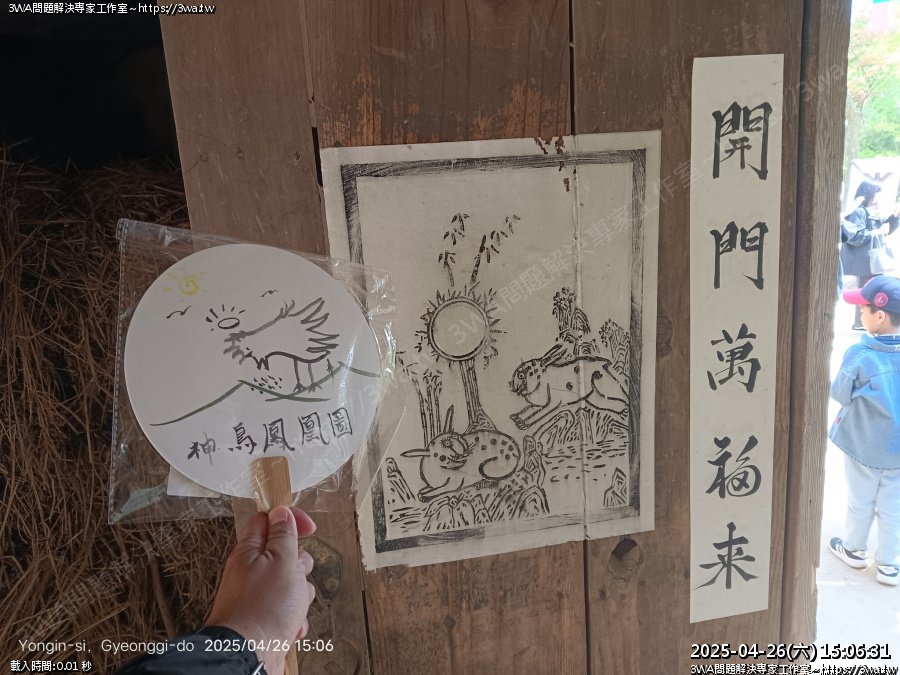 3WA問題解決專家工作室~https://3wa.tw
開門萬福来
神鳥鳳凰圖
Yongin-si, Gyeonggi-do 2025/04/26 15:06
載入時間:0.01 秒
2025-04-26(六) 15:06:31
3WA問題解決專家工作室~https://3wa.tw